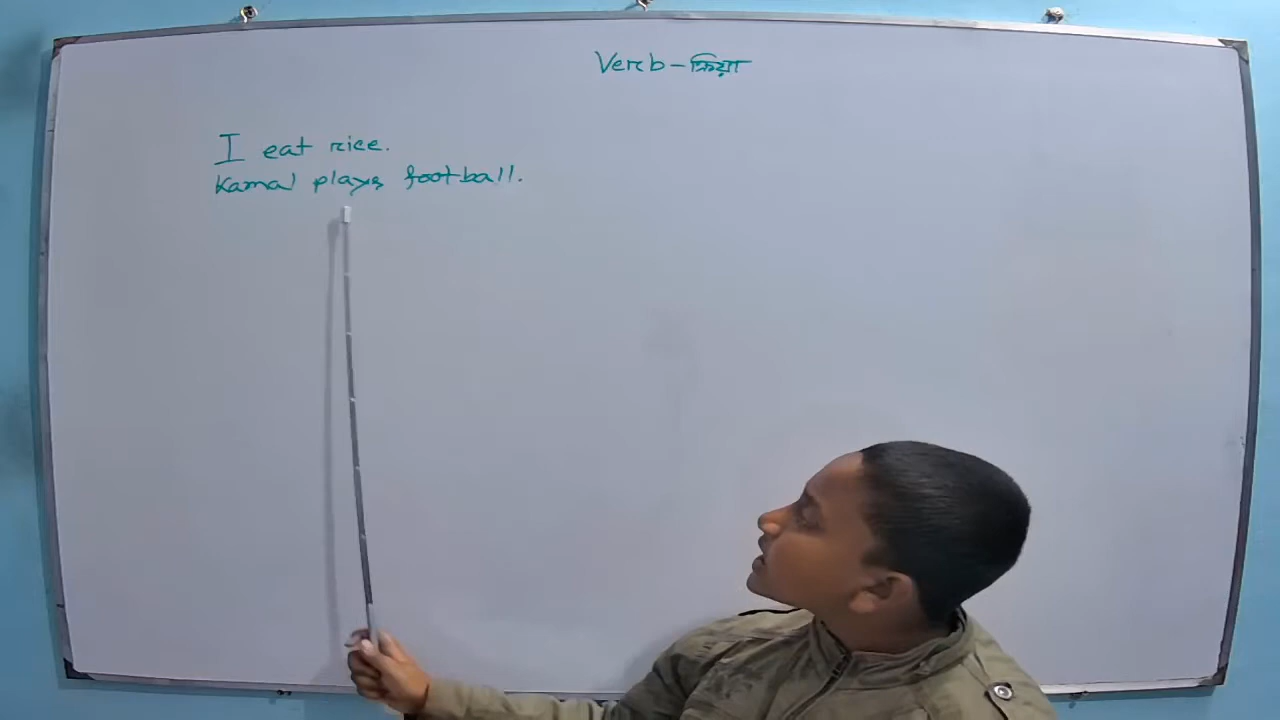 Verb - ক্রিয়া
I eat rice.
Kamal plays football.